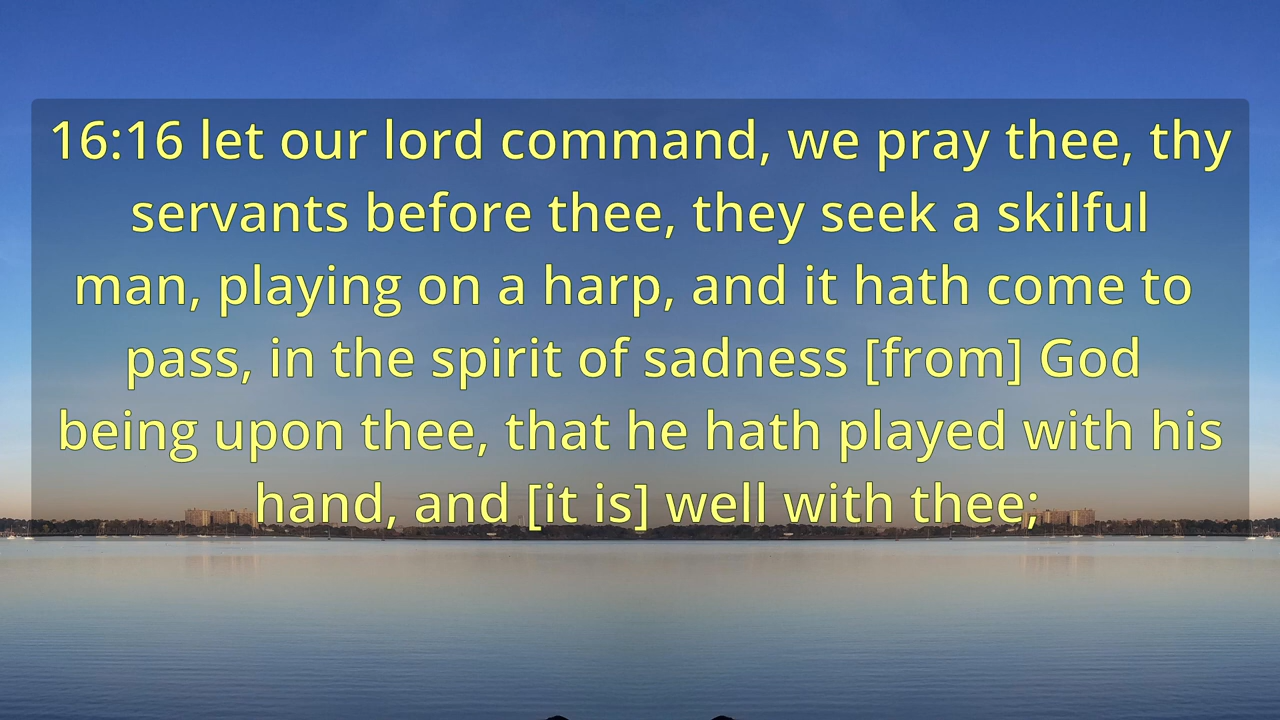 16:16 let our lord command, we pray thee, thy
servants before thee, they seek a skilful
man, playing on a harp, and it hath come to
pass, in the spirit of sadness [from] God
being upon thee, that he hath played with his
hand, and [it is] well with thee;